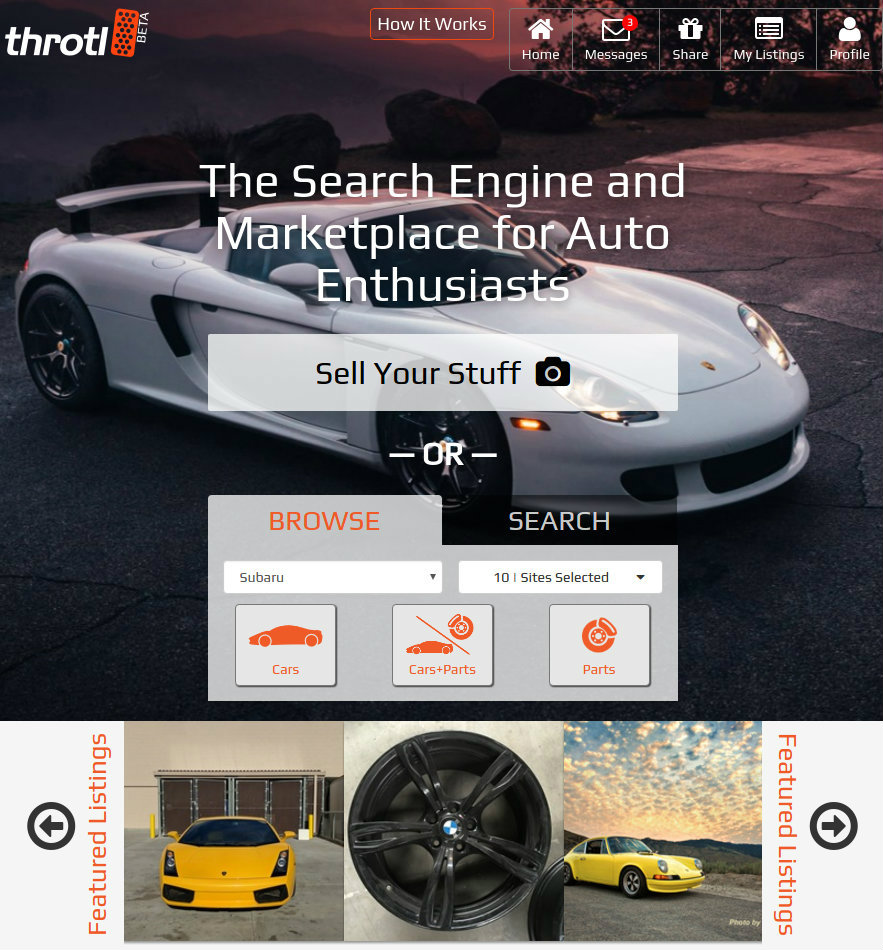 throtl
BETA
How It Works
Home
3
Messages
Share
My Listings
Profile
The Search Engine and
Marketplace for Auto
Enthusiasts
Sell Your Stuff
— OR —
BROWSE
SEARCH
Subaru
10 | Sites Selected
Cars
Cars+Parts
Parts
Featured Listings
Photo by
Featured Listings